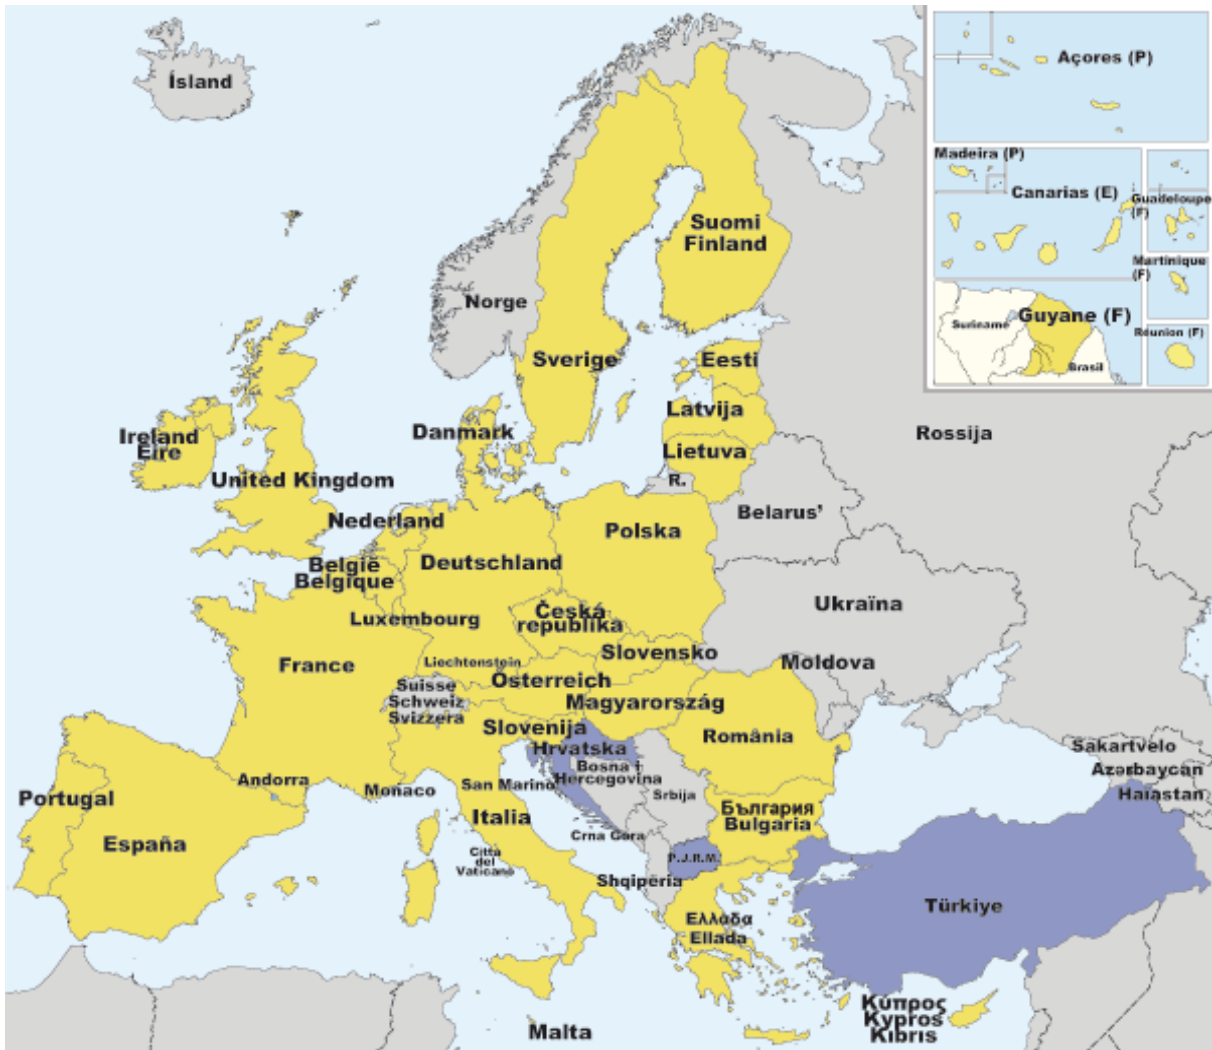 Ísland
Açores (P)
Madeira (P)
Canarias (E)
Guadeloupe
(F)
Martinique
(F)
Suriname
Guyane (F)
Brasil
Réunion (F)
Suomi
Finland
Norge
Sverige
Eesti
Latvija
Lietuva
R.
Rossija
Danmark
Ireland
Eire
United Kingdom
Nederland
Belarus’
Polska
België
Belgique
Deutschland
Luxembourg
Česká
republika
Ukraïna
Slovensko
France
Liechtenstein
Moldova
Österreich
Suisse
Schweiz
Svizzera
Magyarország
Slovenija
România
Hrvatska
Bosna i
Hercegovina
Srbija
Sakartvelo
Azərbaycan
Haiastan
Andorra
Monaco
San Marino
Portugal
España
Italia
България
Bulgaria
Crna Gora
Città
del
Vaticano
P.J.R.M.
Shqipëria
Türkiye
Ελλάδα
Ellada
Malta
Κύπρος
Kypros
Kıbrıs